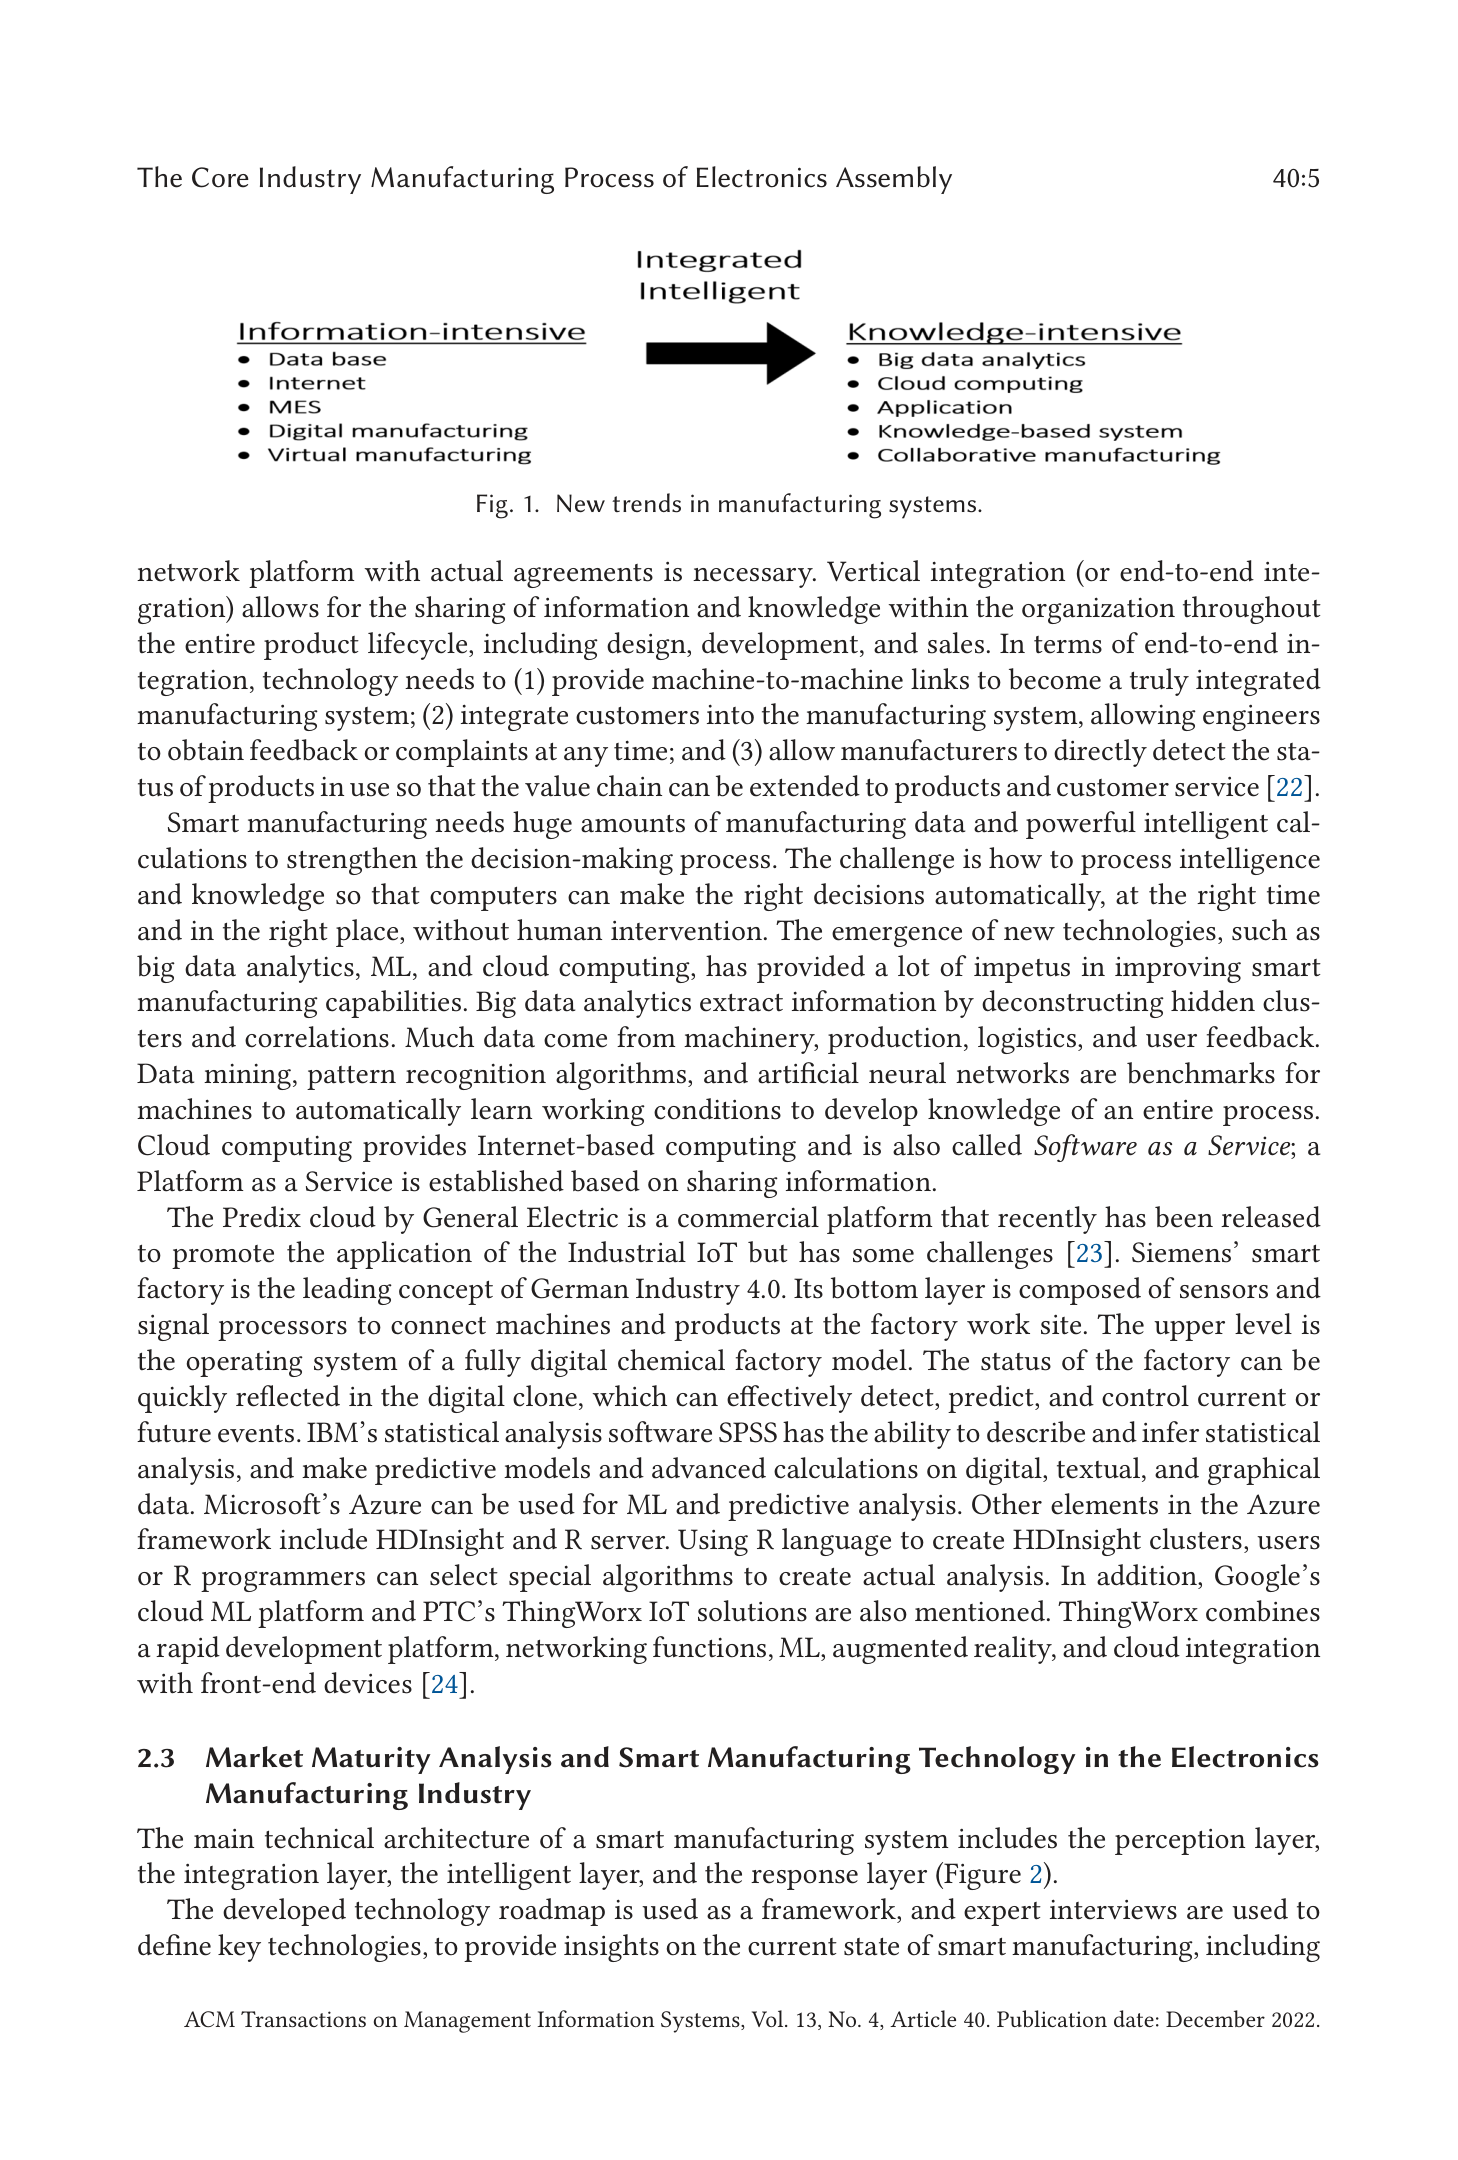 The Core Industry Manufacturing Process of Electronics Assembly 40:5
Integrated
Intelligent
Information-intensive
• Data base
• Internet
• MES
• Digital manufacturing
• Virtual manufacturing
Knowledge-intensive
• Big data analytics
• Cloud computing
• Application
• Knowledge-based system
• Collaborative manufacturing
Fig. 1. New trends in manufacturing systems.
network platform with actual agreements is necessary. Vertical integration (or end-to-end inte-
gration) allows for the sharing of information and knowledge within the organization throughout
the entire product lifecycle, including design, development, and sales. In terms of end-to-end in-
tegration, technology needs to (1) provide machine-to-machine links to become a truly integrated
manufacturing system; (2) integrate customers into the manufacturing system, allowing engineers
to obtain feedback or complaints at any time; and (3) allow manufacturers to directly detect the sta-
tus of products in use so that the value chain can be extended to products and customer service [22].
Smart manufacturing needs huge amounts of manufacturing data and powerful intelligent cal-
culations to strengthen the decision-making process. The challenge is how to process intelligence
and knowledge so that computers can make the right decisions automatically, at the right time
and in the right place, without human intervention. The emergence of new technologies, such as
big data analytics, ML, and cloud computing, has provided a lot of impetus in improving smart
manufacturing capabilities. Big data analytics extract information by deconstructing hidden clus-
ters and correlations. Much data come from machinery, production, logistics, and user feedback.
Data mining, pattern recognition algorithms, and artificial neural networks are benchmarks for
machines to automatically learn working conditions to develop knowledge of an entire process.
Cloud computing provides Internet-based computing and is also called Software as a Service; a
Platform as a Service is established based on sharing information.
The Predix cloud by General Electric is a commercial platform that recently has been released
to promote the application of the Industrial IoT but has some challenges [23]. Siemens’ smart
factory is the leading concept of German Industry 4.0. Its bottom layer is composed of sensors and
signal processors to connect machines and products at the factory work site. The upper level is
the operating system of a fully digital chemical factory model. The status of the factory can be
quickly reflected in the digital clone, which can effectively detect, predict, and control current or
future events. IBM’s statistical analysis software SPSS has the ability to describe and infer statistical
analysis, and make predictive models and advanced calculations on digital, textual, and graphical
data. Microsoft’s Azure can be used for ML and predictive analysis. Other elements in the Azure
framework include HDInsight and R server. Using R language to create HDInsight clusters, users
or R programmers can select special algorithms to create actual analysis. In addition, Google’s
cloud ML platform and PTC’s ThingWorx IoT solutions are also mentioned. ThingWorx combines
a rapid development platform, networking functions, ML, augmented reality, and cloud integration
with front-end devices [24].
2.3 Market Maturity Analysis and Smart Manufacturing Technology in the Electronics
Manufacturing Industry
The main technical architecture of a smart manufacturing system includes the perception layer,
the integration layer, the intelligent layer, and the response layer (Figure 2).
The developed technology roadmap is used as a framework, and expert interviews are used to
define key technologies, to provide insights on the current state of smart manufacturing, including
ACM Transactions on Management Information Systems, Vol. 13, No. 4, Article 40. Publication date: December 2022.